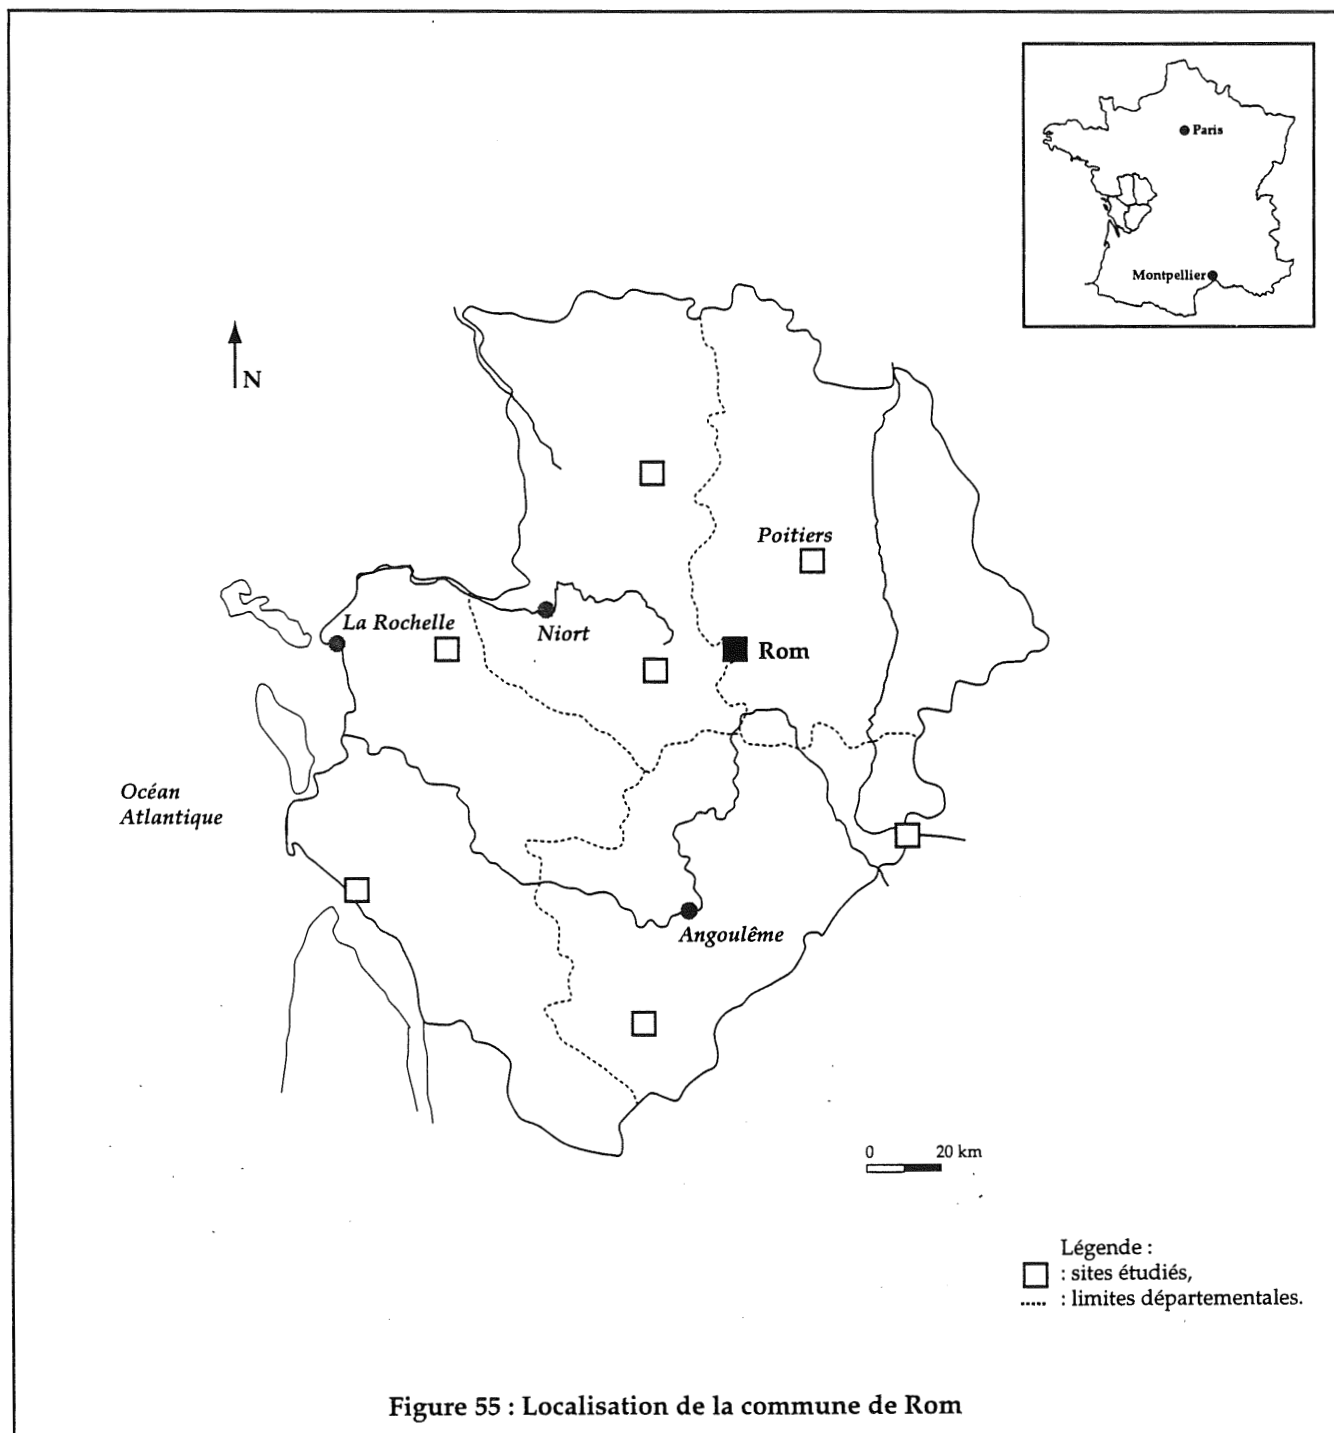 Paris
Montpellier
N
Poitiers
La Rochelle
Niort
Rom
Océan
Atlantique
Angoulême
0 20 km
Légende :
: sites étudiés,
: limites départementales.
Figure 55 : Localisation de la commune de Rom